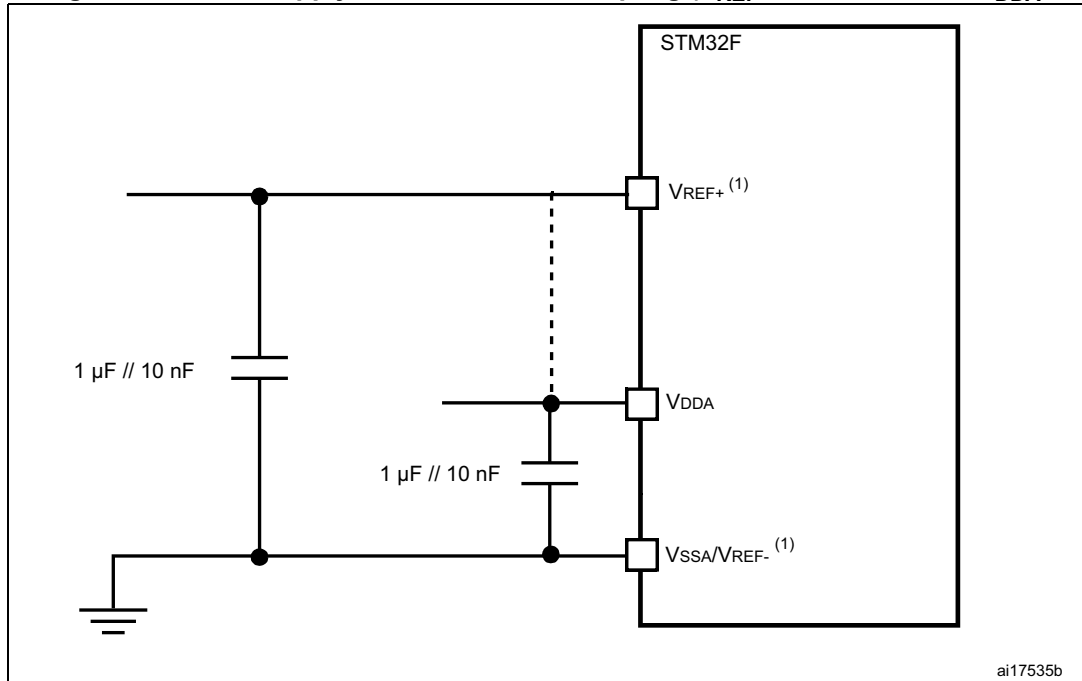 STM32F
VREF+ (1)
1 µF // 10 nF
VDDA
1 µF // 10 nF
VSSA/VREF- (1)
ai17535b